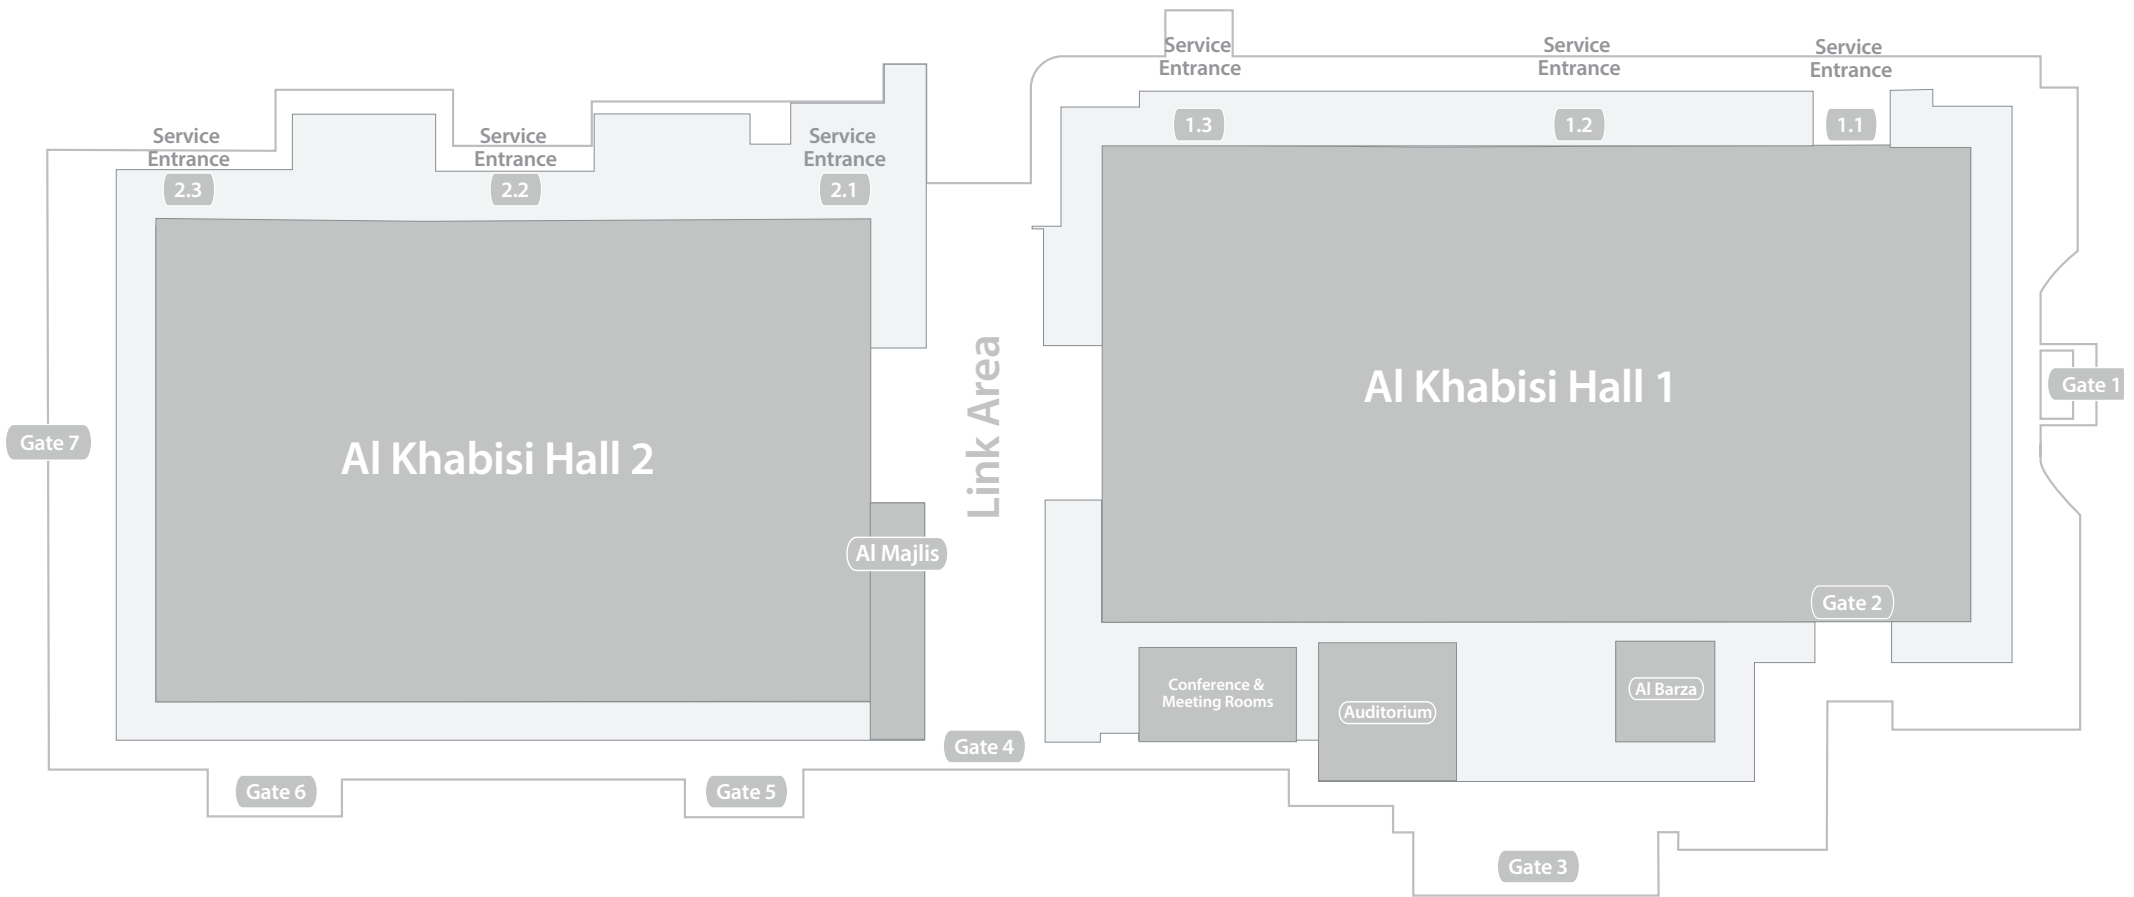 Service
Entrance
1.3
Service
Entrance
1.2
Service
Entrance
1.1
Service
Entrance
2.3
Service
Entrance
2.2
Service
Entrance
2.1
Gate 7
Al Khabisi Hall 2
Link Area
Al Khabisi Hall 1
Gate 1
Al Majlis
Gate 2
Conference &
Meeting Rooms
Auditorium
Al Barza
Gate 4
Gate 6
Gate 5
Gate 3